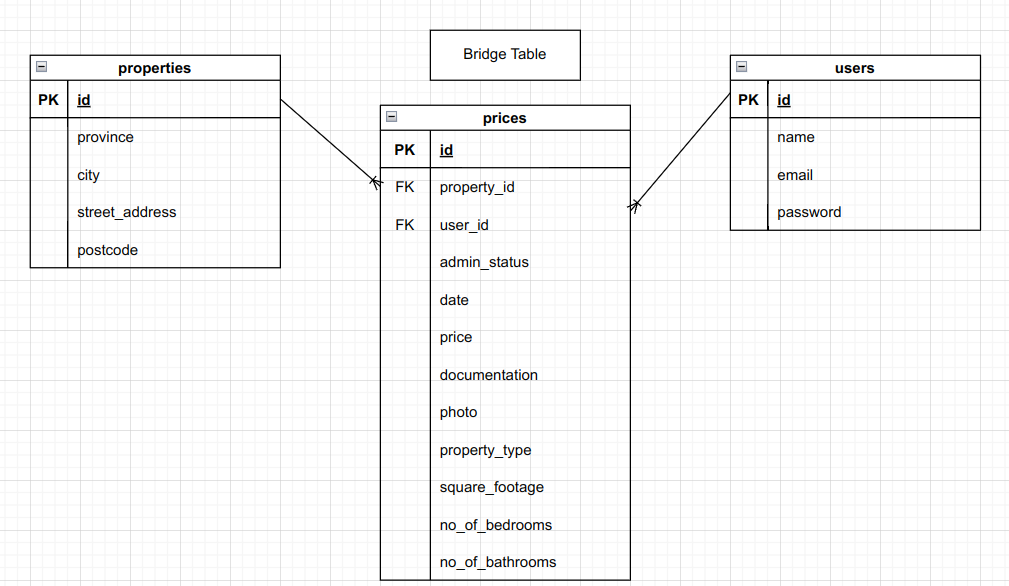 Bridge Table
properties
PK id
province
city
street_address
postcode
prices
PK id
FK property_id
FK user_id
admin_status
date
price
documentation
photo
property_type
square_footage
no_of_bedrooms
no_of_bathrooms
users
PK id
name
email
password